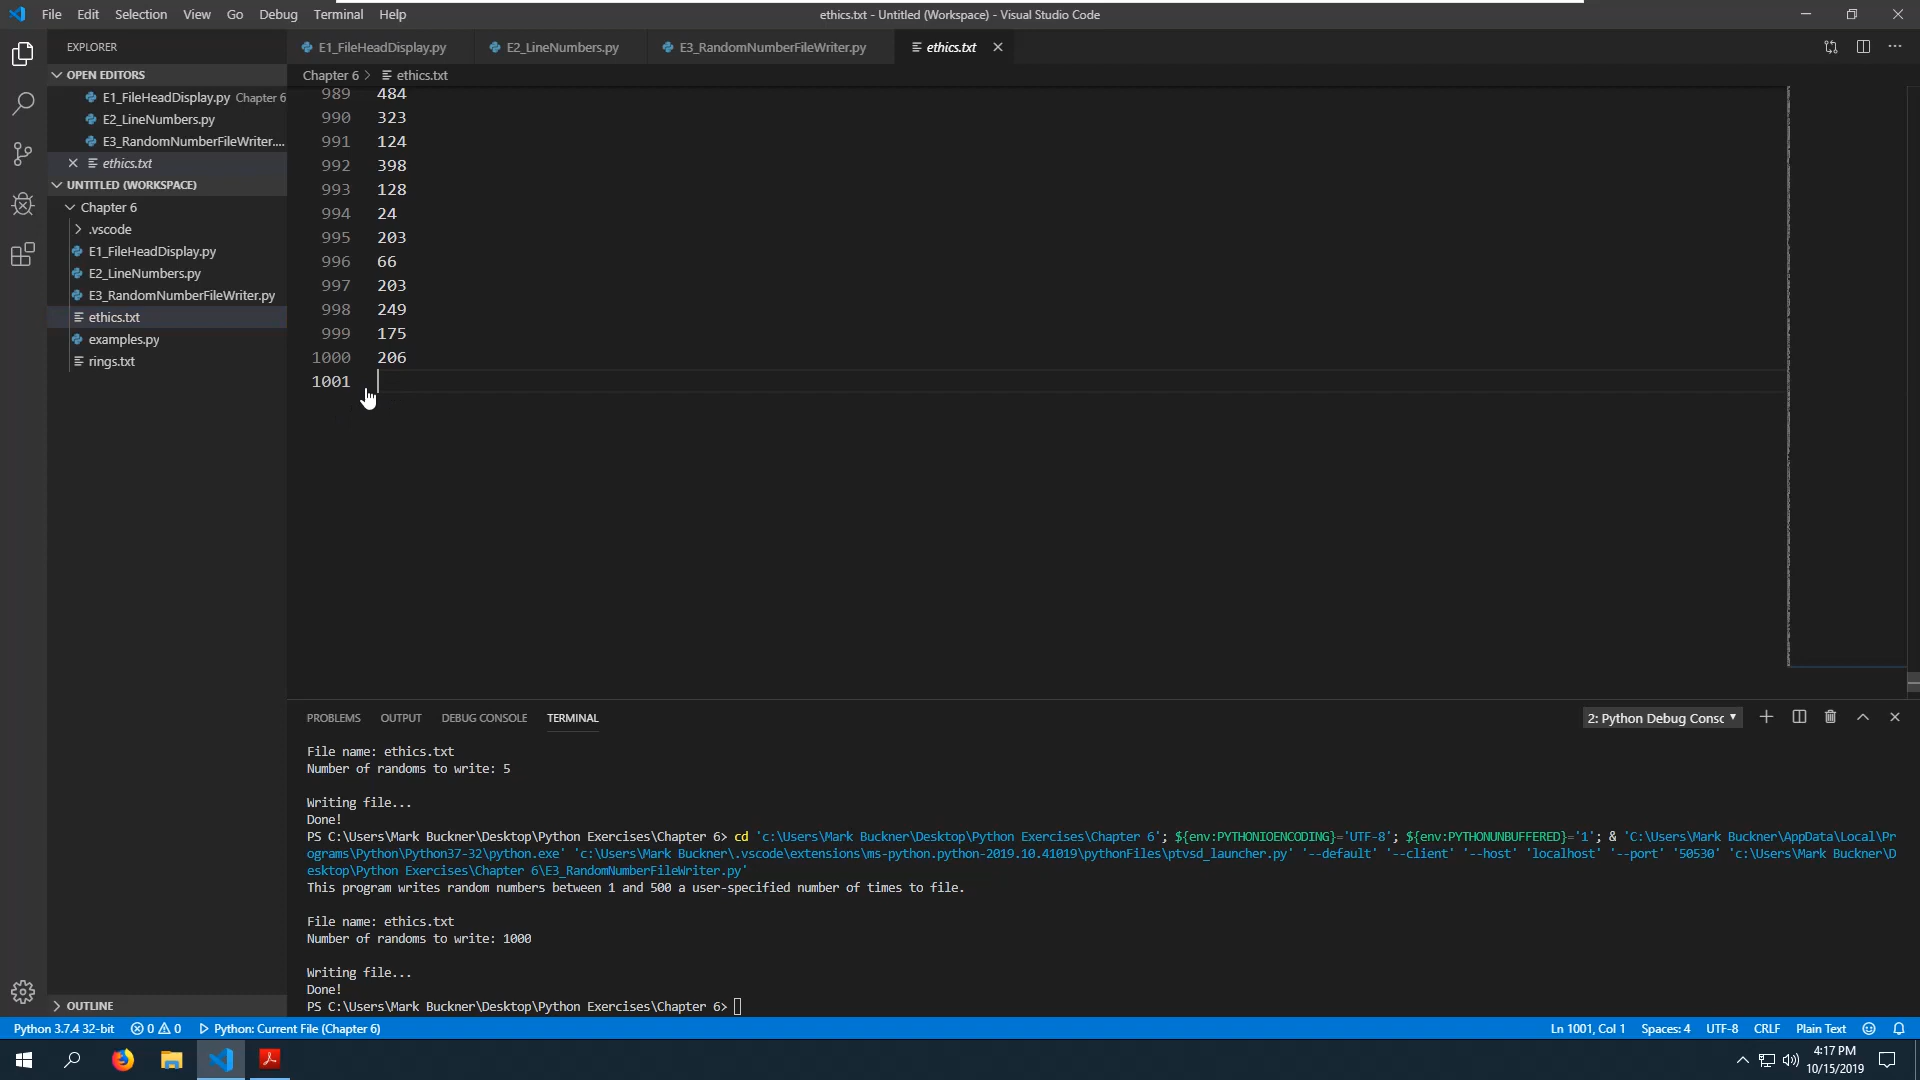 File Edit Selection View Go Debug Terminal Help
ethics.txt - Untitled (Workspace) - Visual Studio Code
EXPLORER
OPEN EDITORS
E1_FileHeadDisplay.py Chapter 6
E2_LineNumbers.py
E3_RandomNumberFileWriter....
ethics.txt
UNTITLED (WORKSPACE)
Chapter 6
.vscode
E1_FileHeadDisplay.py
E2_LineNumbers.py
E3_RandomNumberFileWriter.py
ethics.txt
examples.py
rings.txt
OUTLINE
E1_FileHeadDisplay.py E2_LineNumbers.py E3_RandomNumberFileWriter.py ethics.txt
Chapter 6 > ethics.txt
989 484
990 323
991 124
992 398
993 128
994 24
995 203
996 66
997 203
998 249
999 175
1000 206
1001
PROBLEMS OUTPUT DEBUG CONSOLE TERMINAL
2: Python Debug Consc
File name: ethics.txt
Number of randoms to write: 5
Writing file...
Done!
PS C:\Users\Mark Buckner\Desktop\Python Exercises\Chapter 6> cd 'c:\Users\Mark Buckner\Desktop\Python Exercises\Chapter 6'; ${env:PYTHONIOENCODING}='UTF-8'; ${env:PYTHONUNBUFFERED}='1'; & 'C:\Users\Mark Buckner\AppData\Local\Pr
ograms\Python\Python37-32\python.exe' 'c:\Users\Mark Buckner\.vscode\extensions\ms-python.python-2019.10.41019\pythonFiles\ptvsd_launcher.py' '--default' '--client' '--host' 'localhost' '--port' '50530' 'c:\Users\Mark Buckner\D
esktop\Python Exercises\Chapter 6\E3_RandomNumberFileWriter.py'
This program writes random numbers between 1 and 500 a user-specified number of times to file.
File name: ethics.txt
Number of randoms to write: 1000
Writing file...
Done!
PS C:\Users\Mark Buckner\Desktop\Python Exercises\Chapter 6>
Python 3.7.4 32-bit 0 0 Python: Current File (Chapter 6)
Ln 1001, Col 1 Spaces: 4 UTF-8 CRLF Plain Text
4:17 PM
10/15/2019